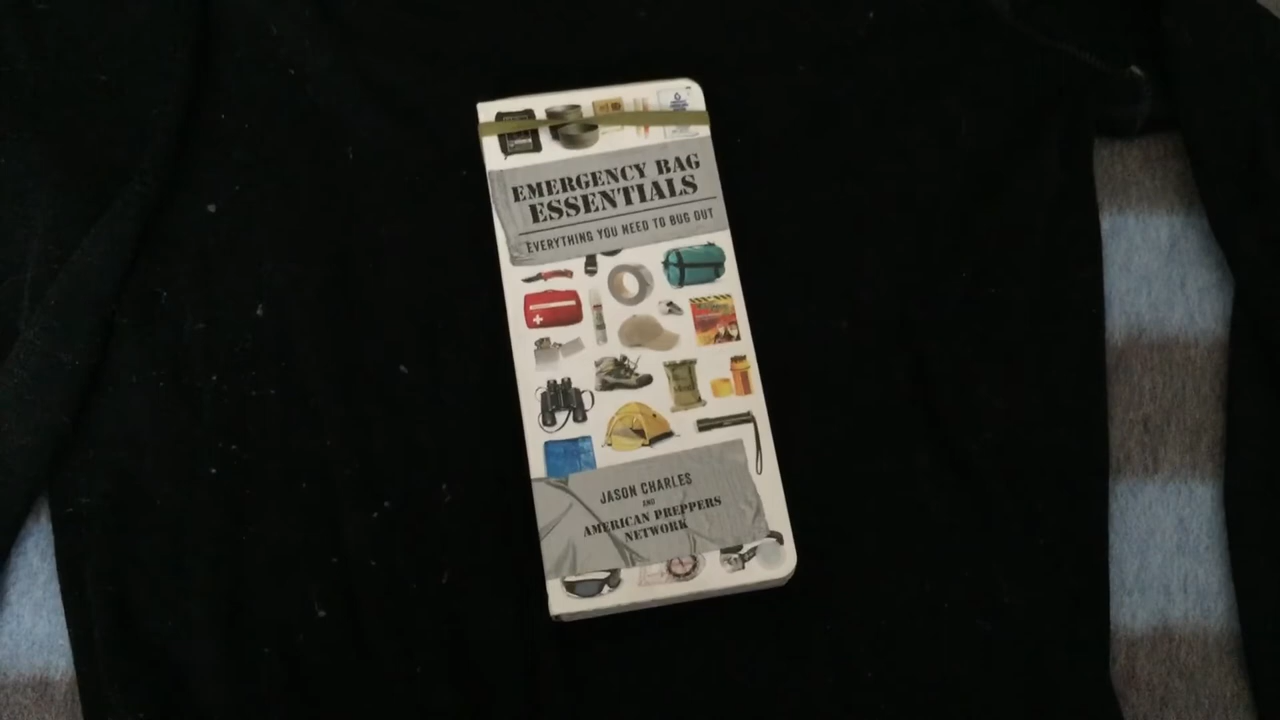 EMERGENCY BAG
ESSENTIALS
EVERYTHING YOU NEED TO BUG OUT
JASON CHARLES
AND
AMERICAN PREPPERS
NETWORK